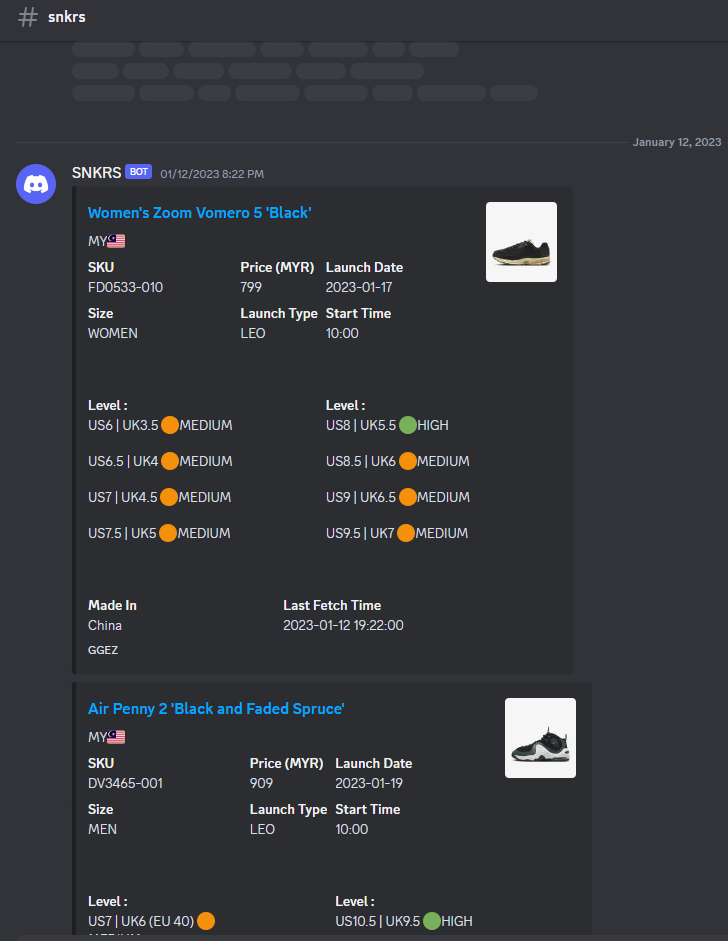 snkrs
January 12, 2023
SNKRS BOT 01/12/2023 8:22 PM
Women's Zoom Vomero 5 'Black'
MY
SKU Price (MYR) Launch Date
FD0533-010 799 2023-01-17
Size Launch Type Start Time
WOMEN LEO 10:00
Level : Level :
US6 | UK3.5 MEDIUM US8 | UK5.5 HIGH
US6.5 | UK4 MEDIUM US8.5 | UK6 MEDIUM
US7 | UK4.5 MEDIUM US9 | UK6.5 MEDIUM
US7.5 | UK5 MEDIUM US9.5 | UK7 MEDIUM
Made In Last Fetch Time
China 2023-01-12 19:22:00
GGEZ
Air Penny 2 'Black and Faded Spruce'
MY
SKU Price (MYR) Launch Date
DV3465-001 909 2023-01-19
Size Launch Type Start Time
MEN LEO 10:00
Level : Level :
US7 | UK6 (EU 40) US10.5 | UK9.5 HIGH